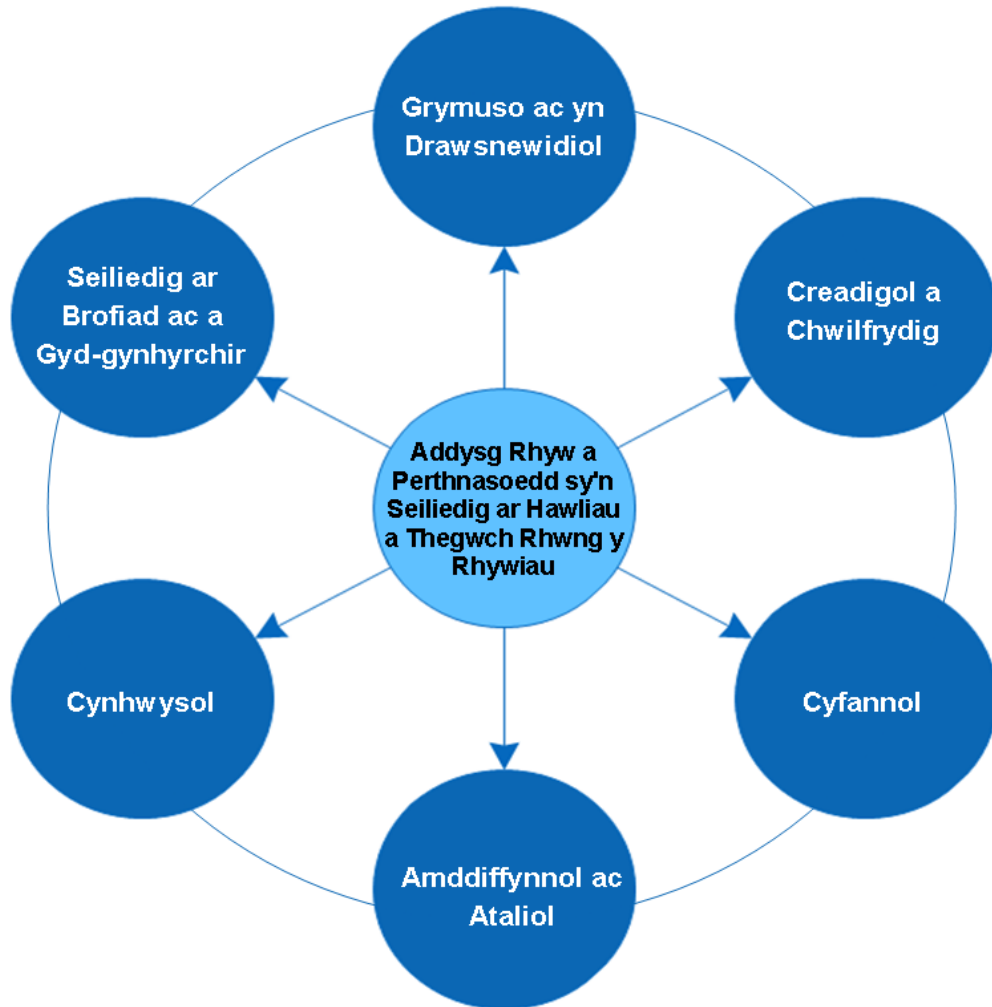 Grymuso ac yn
Drawsnewidiol
Seiliedig ar
Brofiad ac a
Gyd-gynhyrchir
Creadigol a
Chwilfrydig
Addysg Rhyw a
Perthnasoedd sy'n
Seiliedig ar Hawliau
a Thegwch Rhwng y
Rhywiau
Cynhwysol
Cyfannol
Amddiffynnol ac
Ataliol